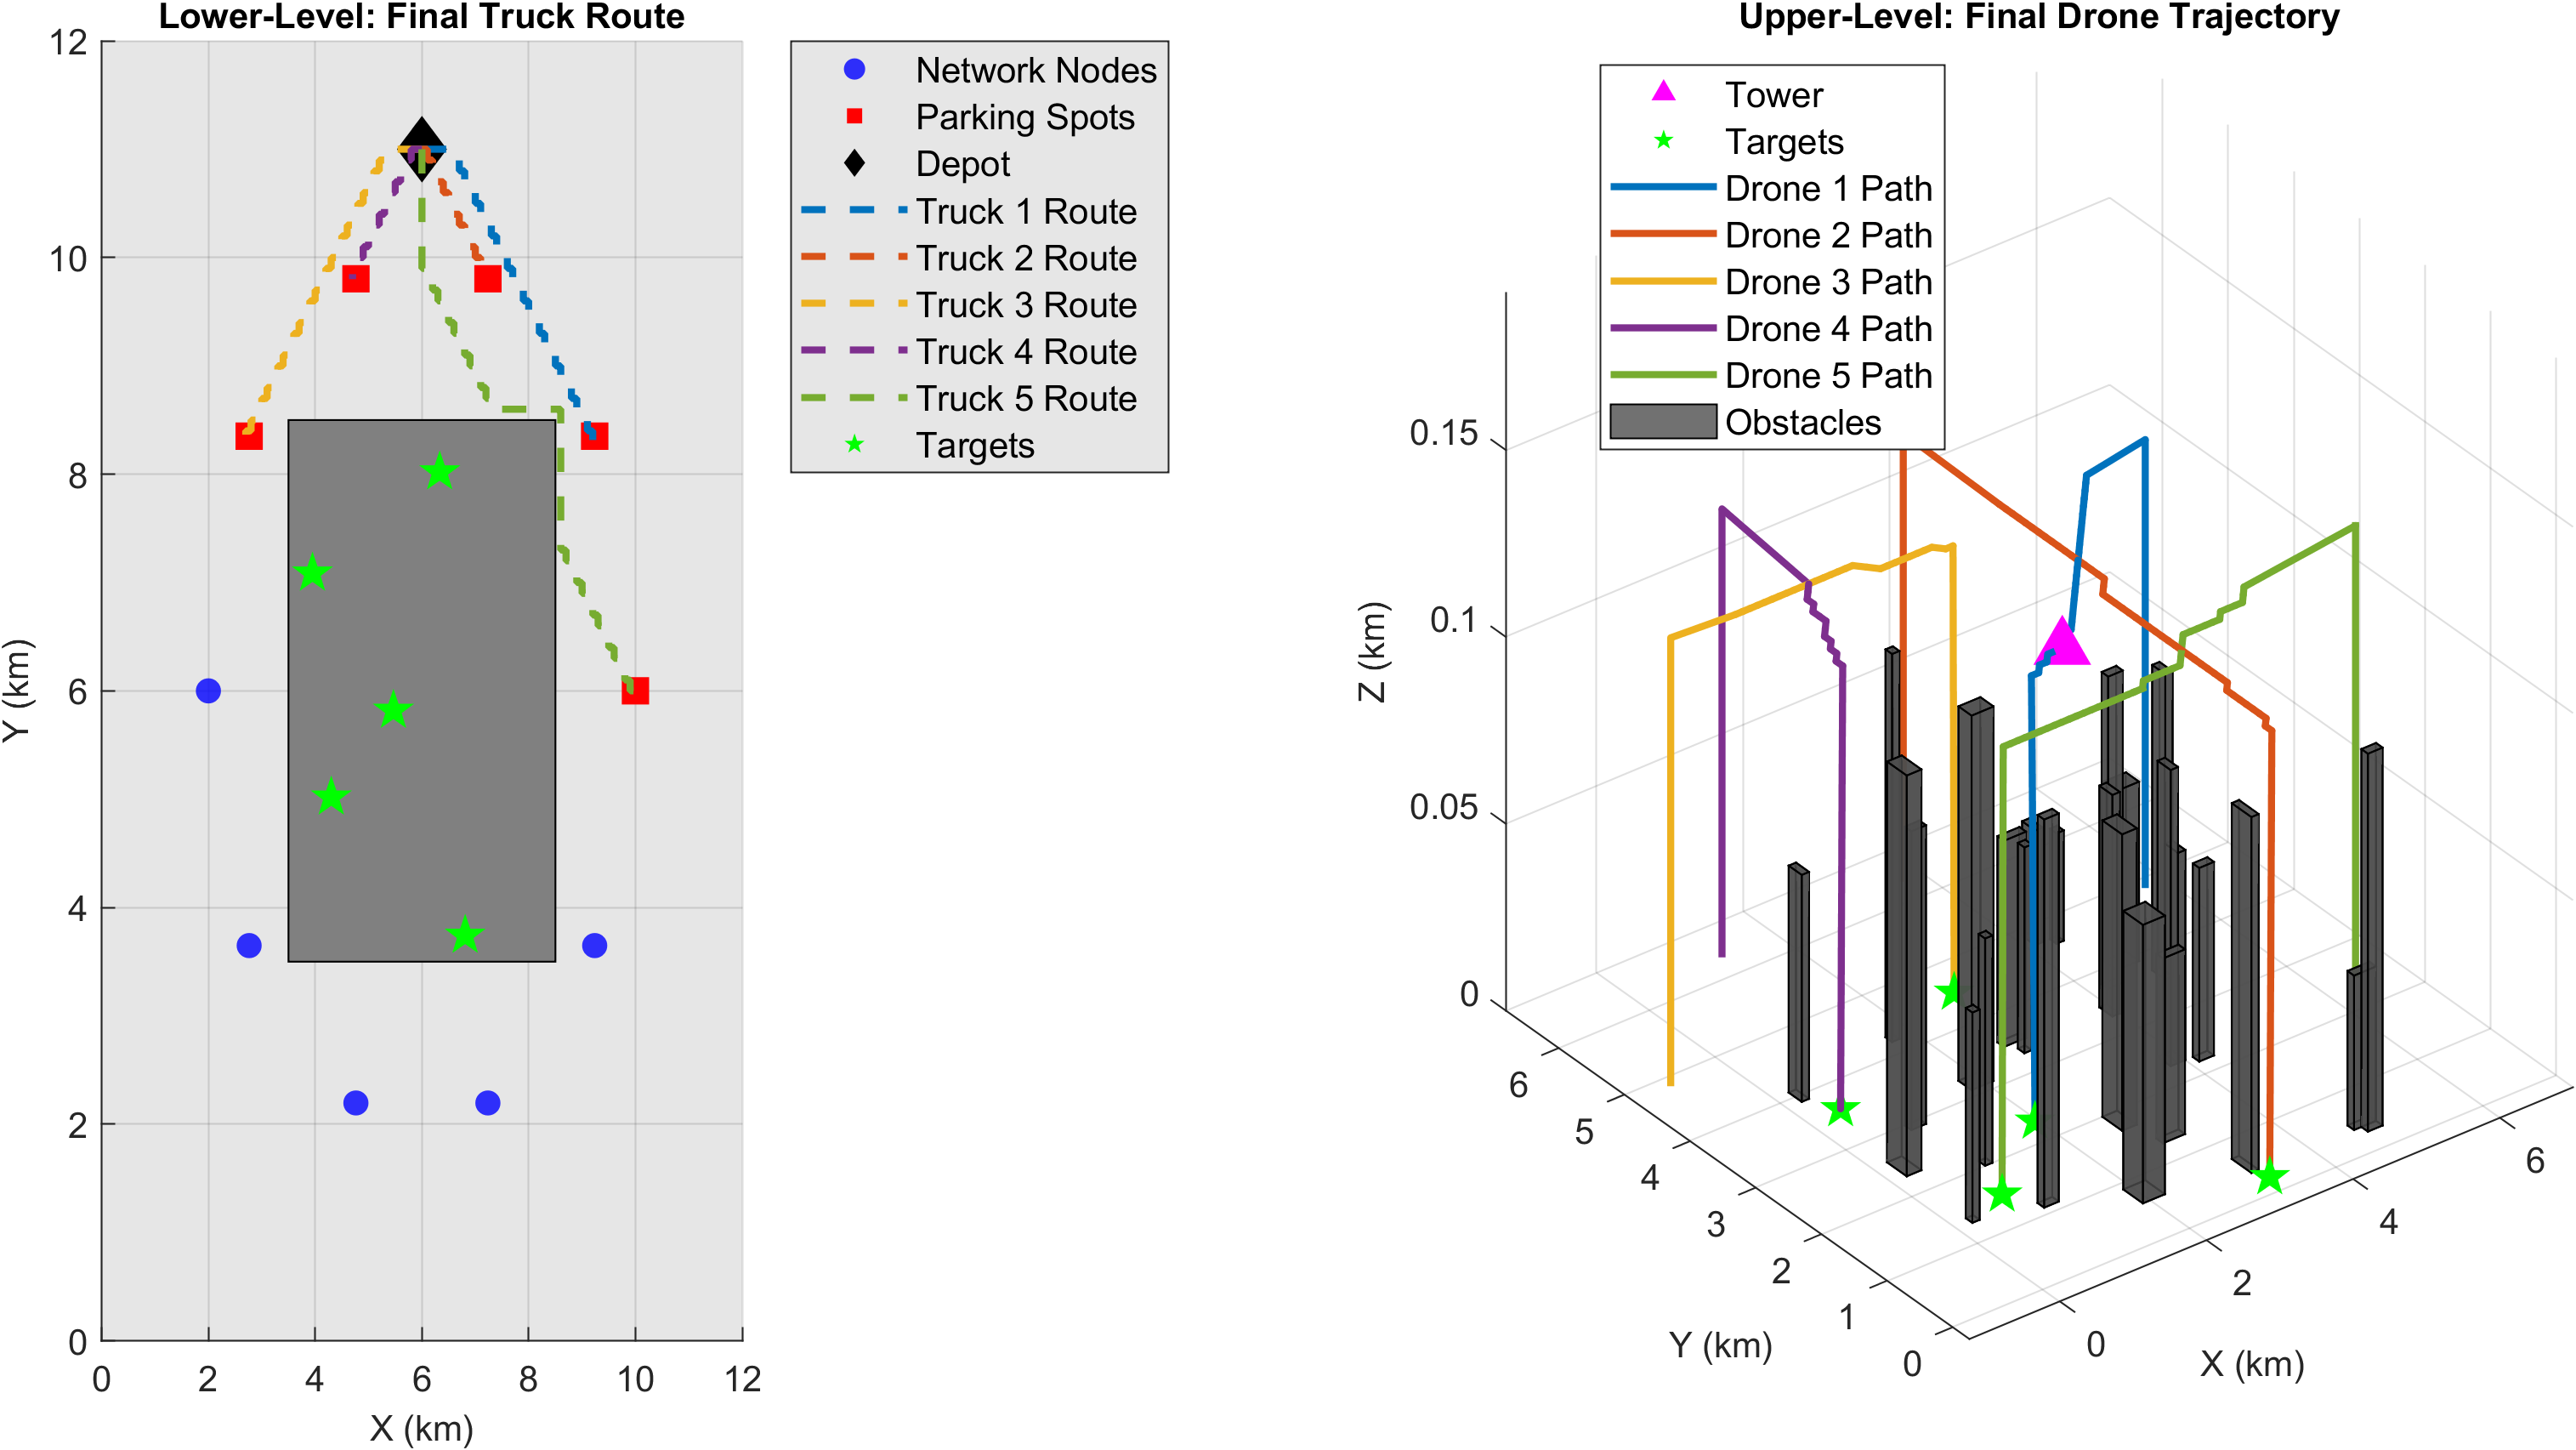 Lower-Level: Final Truck Route
12
10
8
6
4
2
0
0 2 4 6 8 10 12
X (km)
Y (km)
Network Nodes
Parking Spots
Depot
Truck 1 Route
Truck 2 Route
Truck 3 Route
Truck 4 Route
Truck 5 Route
Targets
Upper-Level: Final Drone Trajectory
Tower
Targets
Drone 1 Path
Drone 2 Path
Drone 3 Path
Drone 4 Path
Drone 5 Path
Obstacles
0.15
0.1
0.05
0
Z (km)
6
5
4
3
2
1
0
Y (km)
0
2
4
6
X (km)